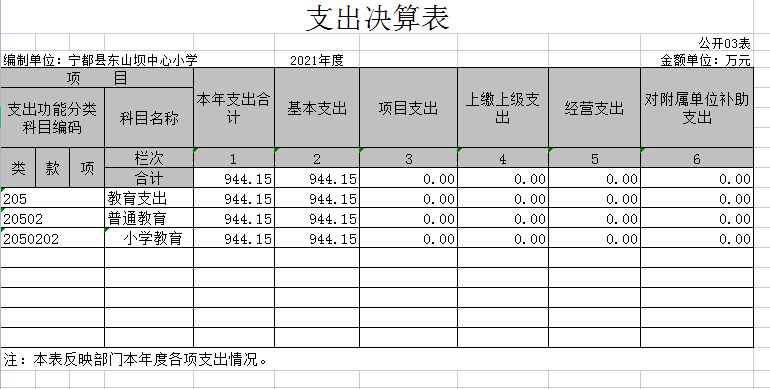 支出决算表
公开03表
编制单位：宁都县东山坝中心小学 2021年度 金额单位：万元
项 目 本年支出合计 基本支出 项目支出 上缴上级支出 经营支出 对附属单位补助支出
支出功能分类科目编码 科目名称
类 款 项 栏次 1 2 3 4 5 6
合计 944.15 944.15 0.00 0.00 0.00 0.00
205 教育支出 944.15 944.15 0.00 0.00 0.00 0.00
20502 普通教育 944.15 944.15 0.00 0.00 0.00 0.00
2050202 小学教育 944.15 944.15 0.00 0.00 0.00 0.00
注：本表反映部门本年度各项支出情况。